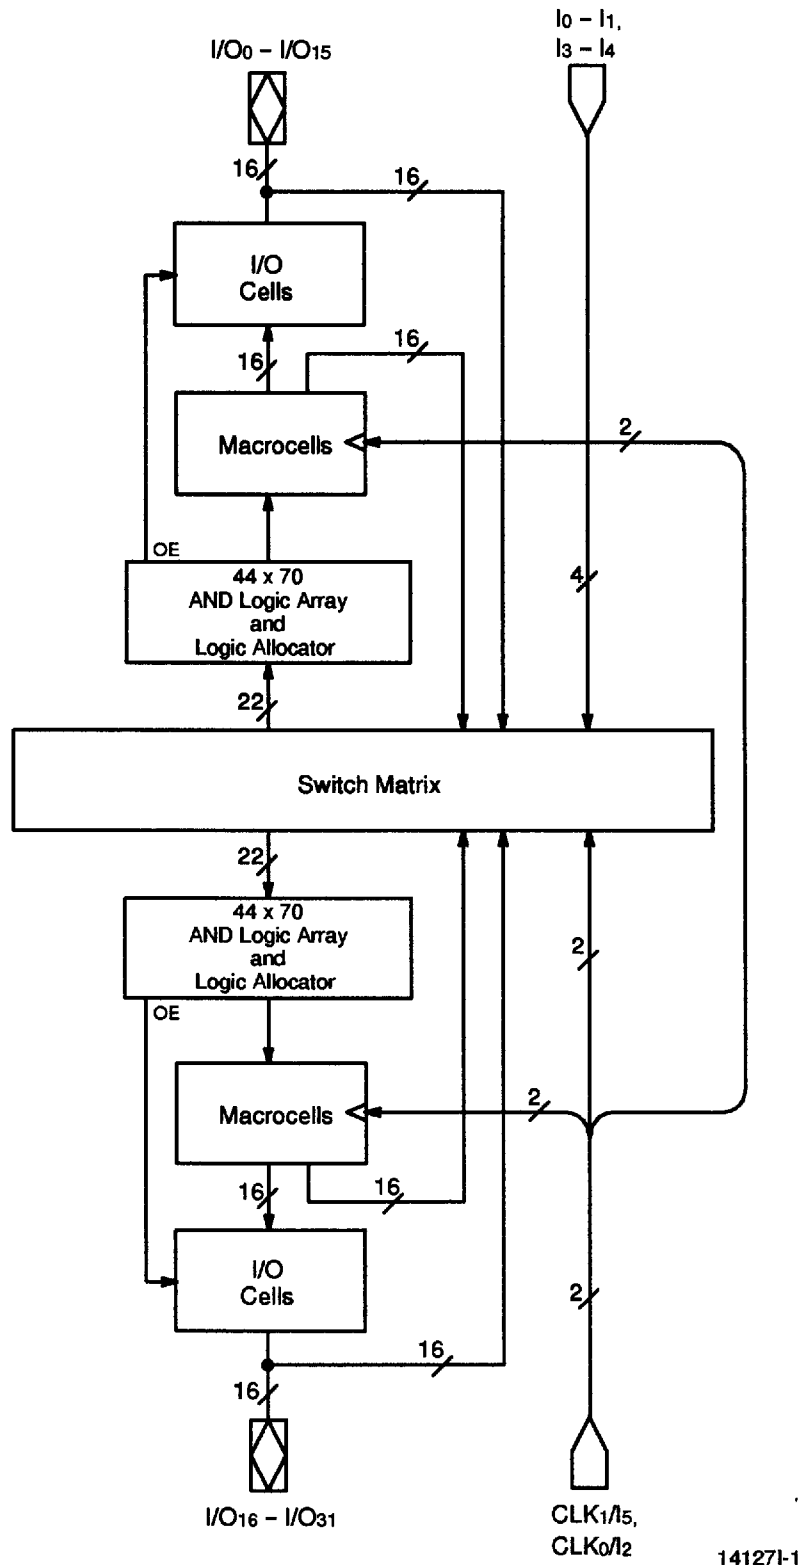 I/O0 – I/O15
I0 – I1,
I3 – I4
16
16
I/O
Cells
16
16
Macrocells
2
OE
4
44 x 70
AND Logic Array
and
Logic Allocator
22
Switch Matrix
22
44 x 70
AND Logic Array
and
Logic Allocator
2
OE
Macrocells
2
16
16
I/O
Cells
2
16
16
I/O16 – I/O31
CLK1/I5,
CLK0/I2
14127I-1